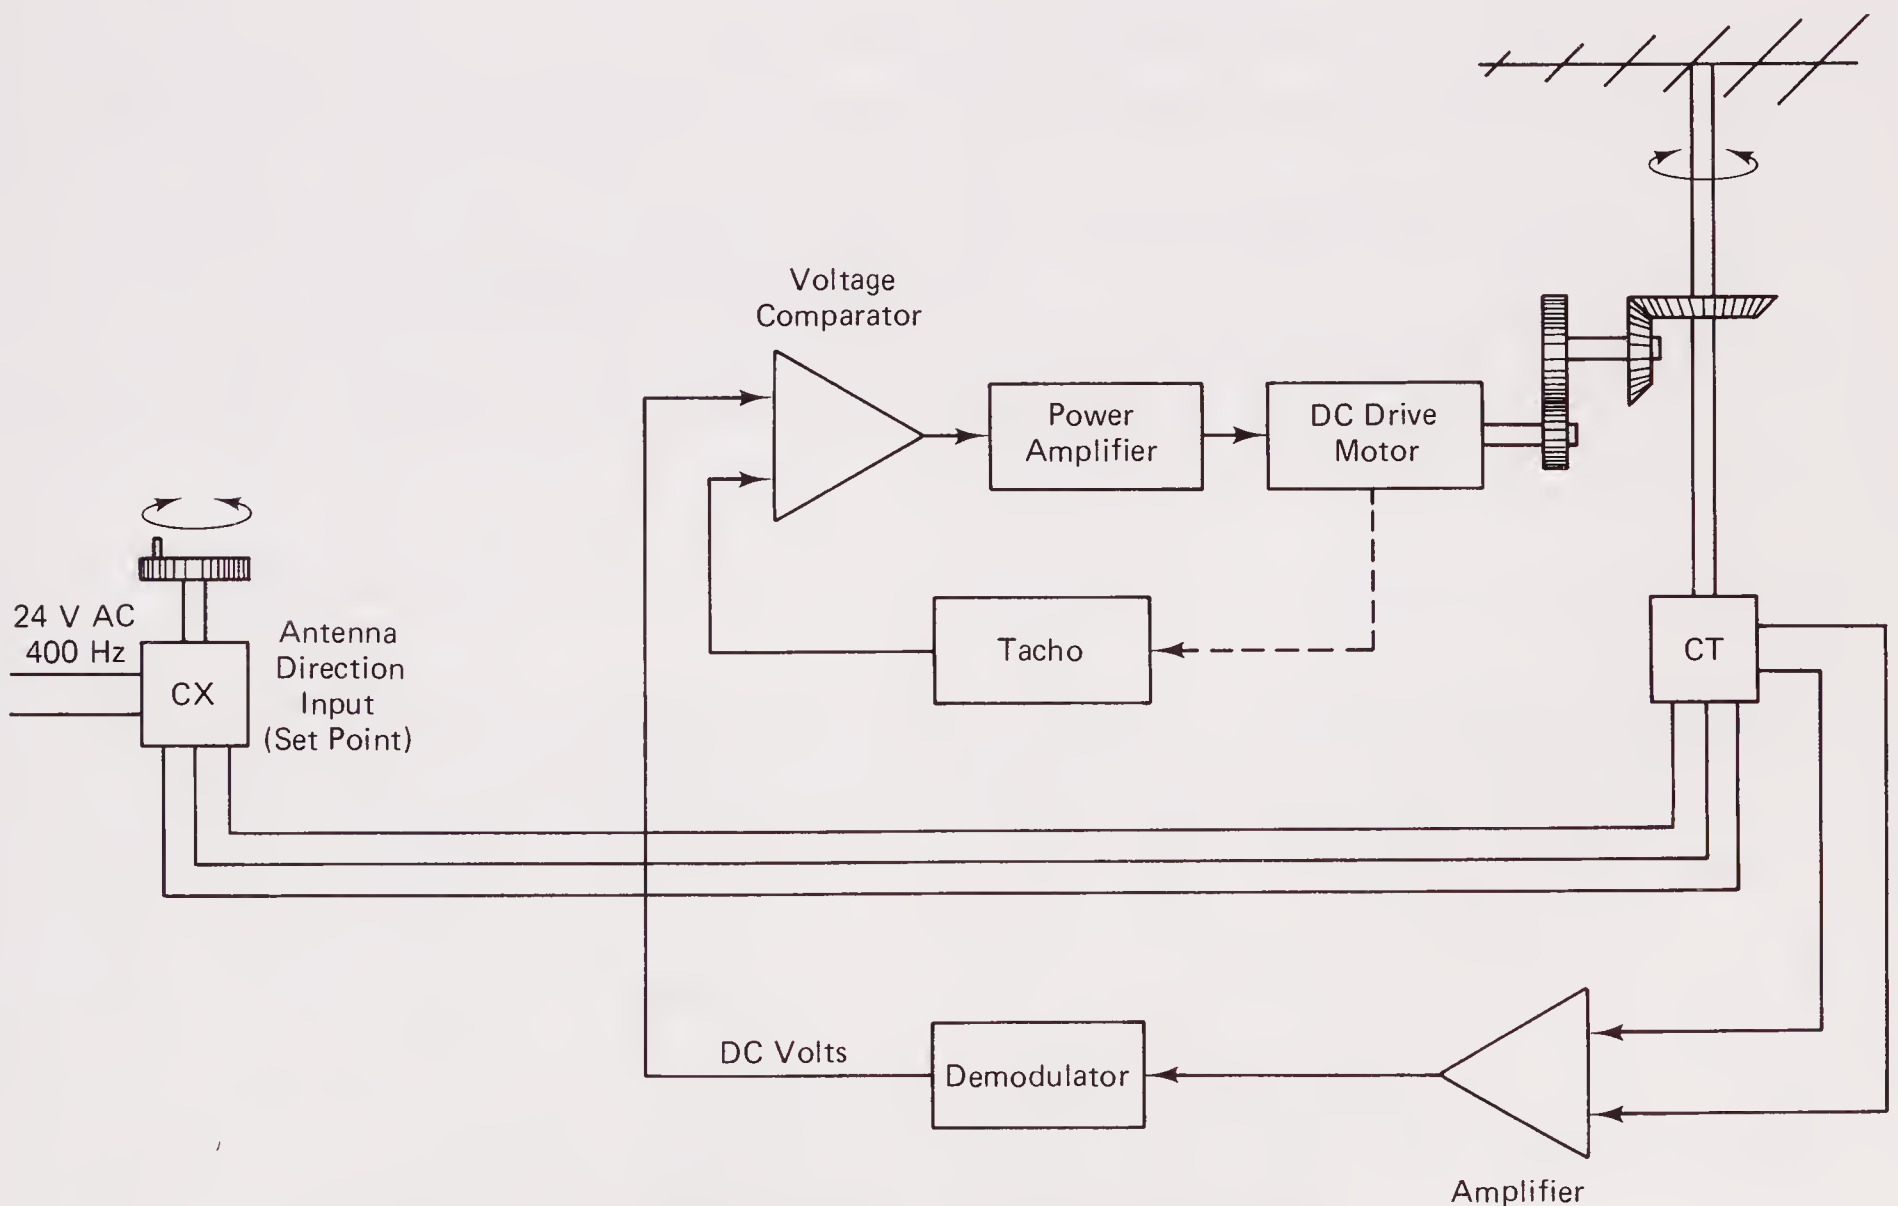 Voltage
Comparator
Power
Amplifier
DC Drive
Motor
24 V AC
400 Hz
CX
Antenna
Direction
Input
(Set Point)
Tacho
CT
DC Volts
Demodulator
Amplifier